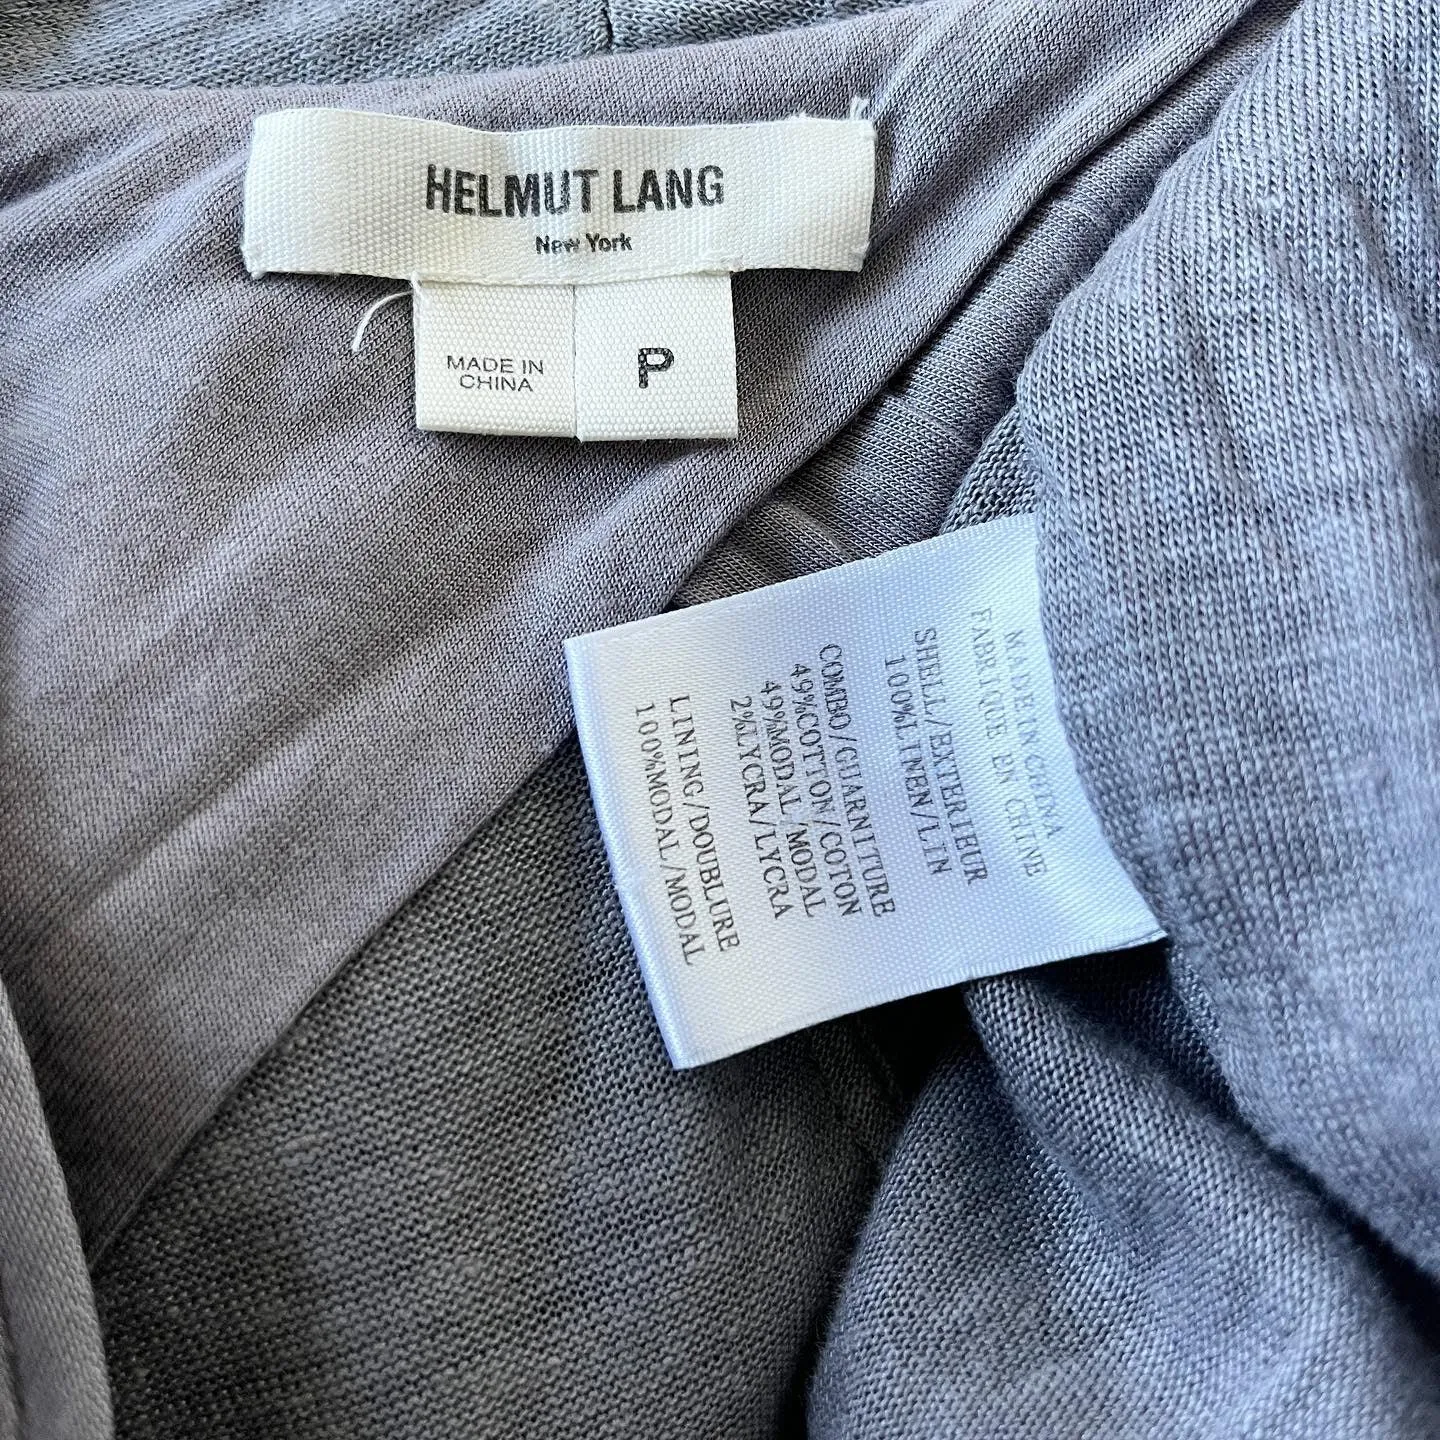 HELMUT LANG
New York
MADE IN
CHINA
P
MADE IN CHINA
FABRIQUE EN CHINE
SHELL/EXTERIEUR
100%LINEN/LIN
COMBO/GUARNITURE
49%COTTON/COTON
49%MODAL/MODAL
2%LYCRA/LYCRA
LINING/DOUBLURE
100%MODAL/MODAL